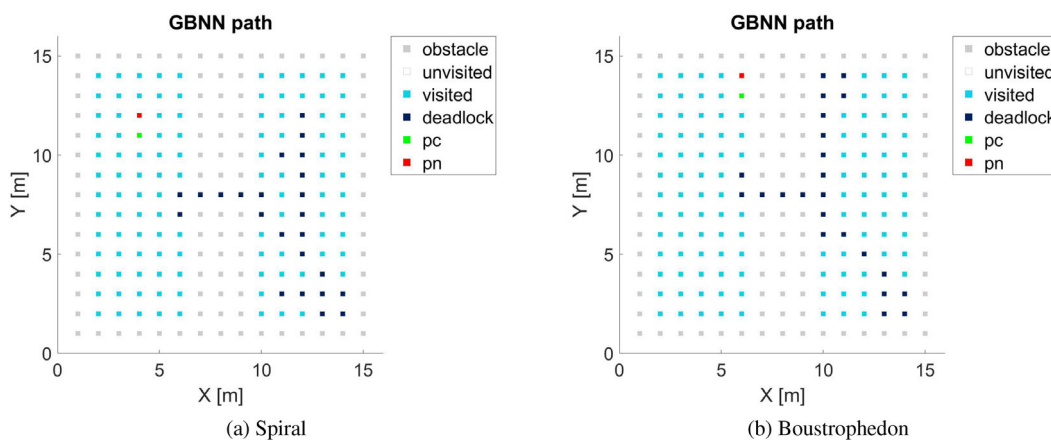 GBNN path
15
10
5
0
Y [m]
0 5 10 15
X [m]
obstacle
unvisited
visited
deadlock
pc
pn
(a) Spiral
GBNN path
15
10
5
0
Y [m]
0 5 10 15
X [m]
obstacle
unvisited
visited
deadlock
pc
pn
(b) Boustrophedon